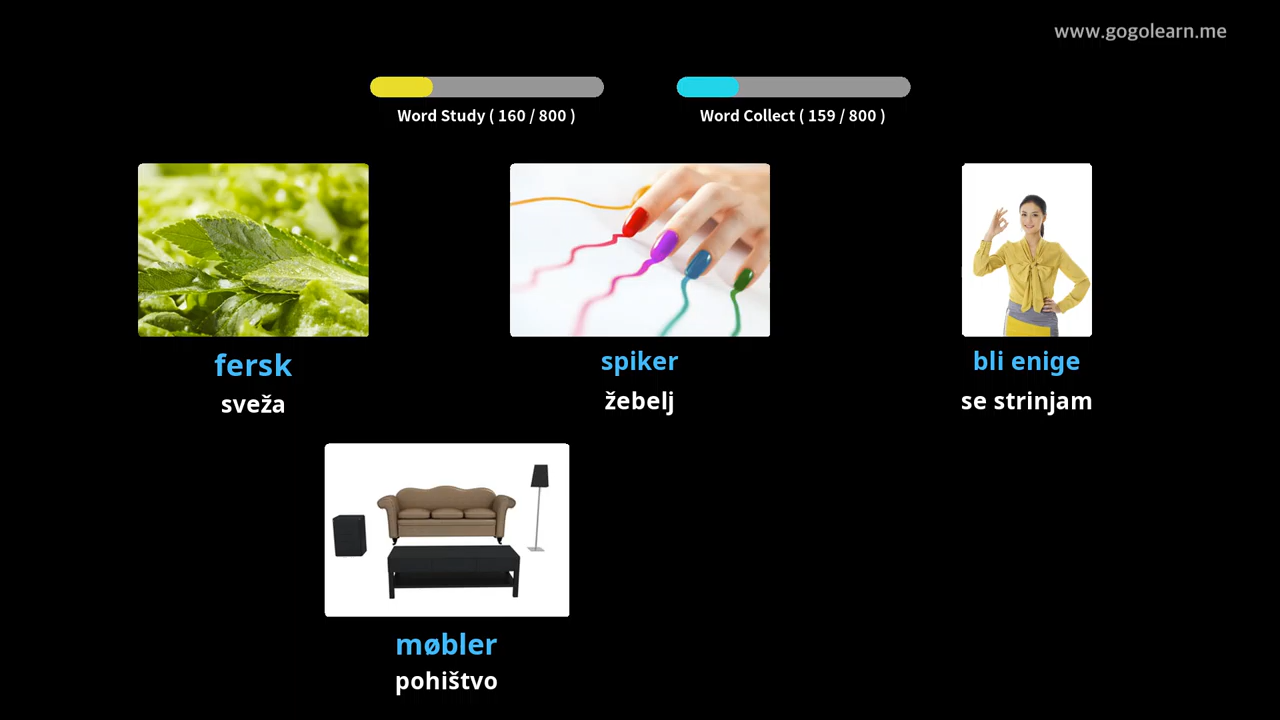 www.gogolearn.me
Word Study ( 160 / 800 )
Word Collect ( 159 / 800 )
fersk
sveža
spiker
žebelj
bli enige
se strinjam
møbler
pohištvo